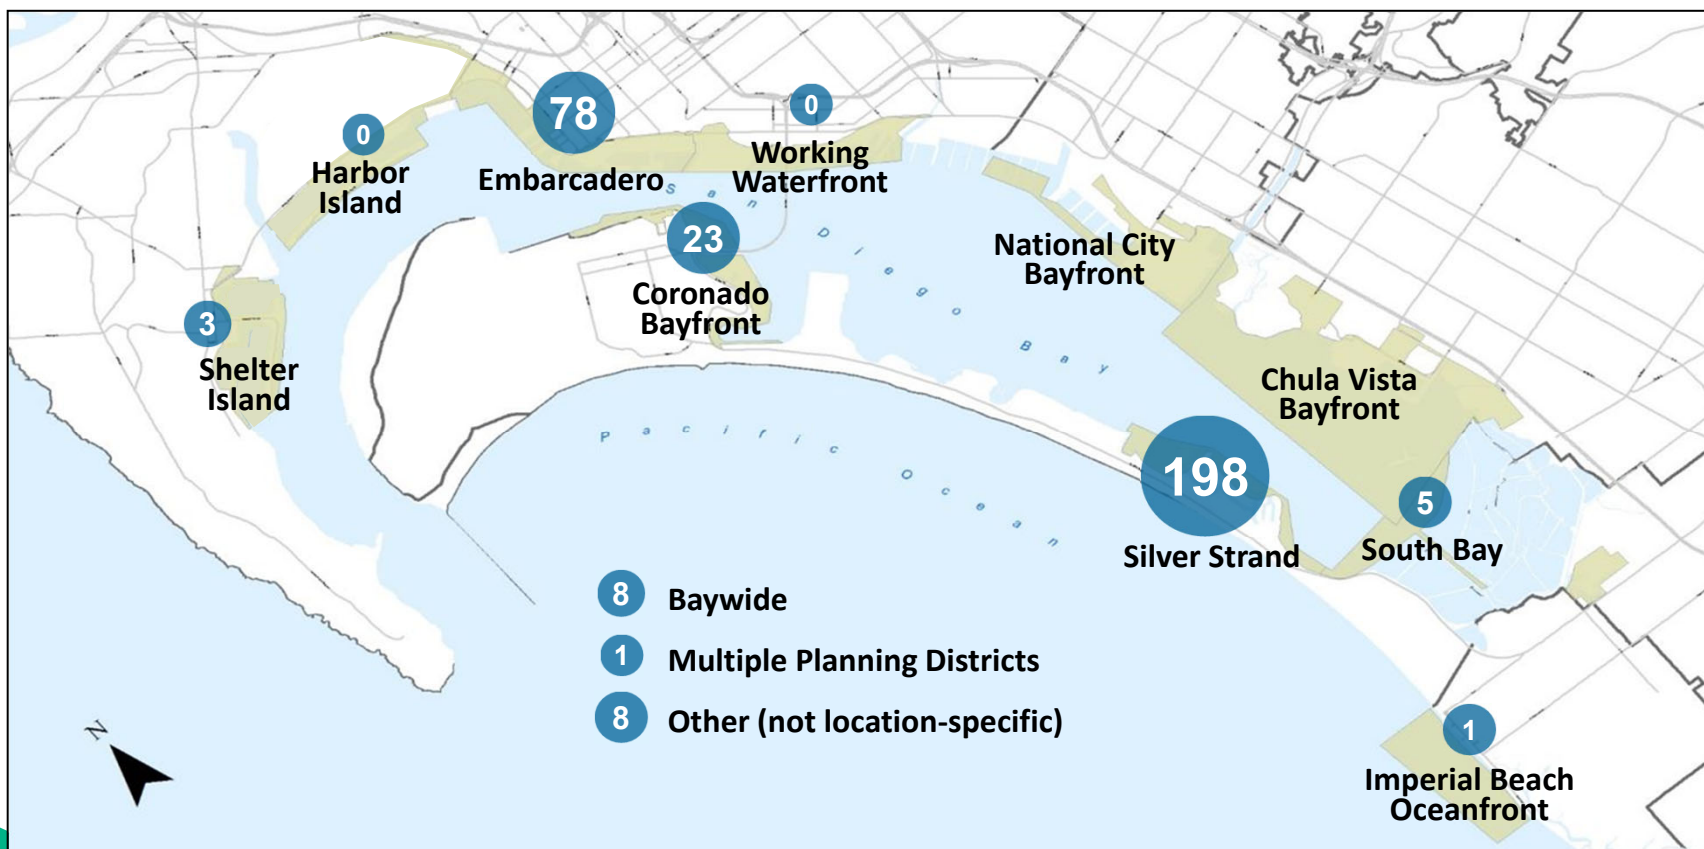 78
Embarcadero
0
Working
Waterfront
0
Harbor
Island
San Diego Bay
23
Coronado
Bayfront
National City
Bayfront
3
Shelter
Island
Chula Vista
Bayfront
Pacific Ocean
198
Silver Strand
5
South Bay
8 Baywide
1 Multiple Planning Districts
8 Other (not location-specific)
N
1
Imperial Beach
Oceanfront